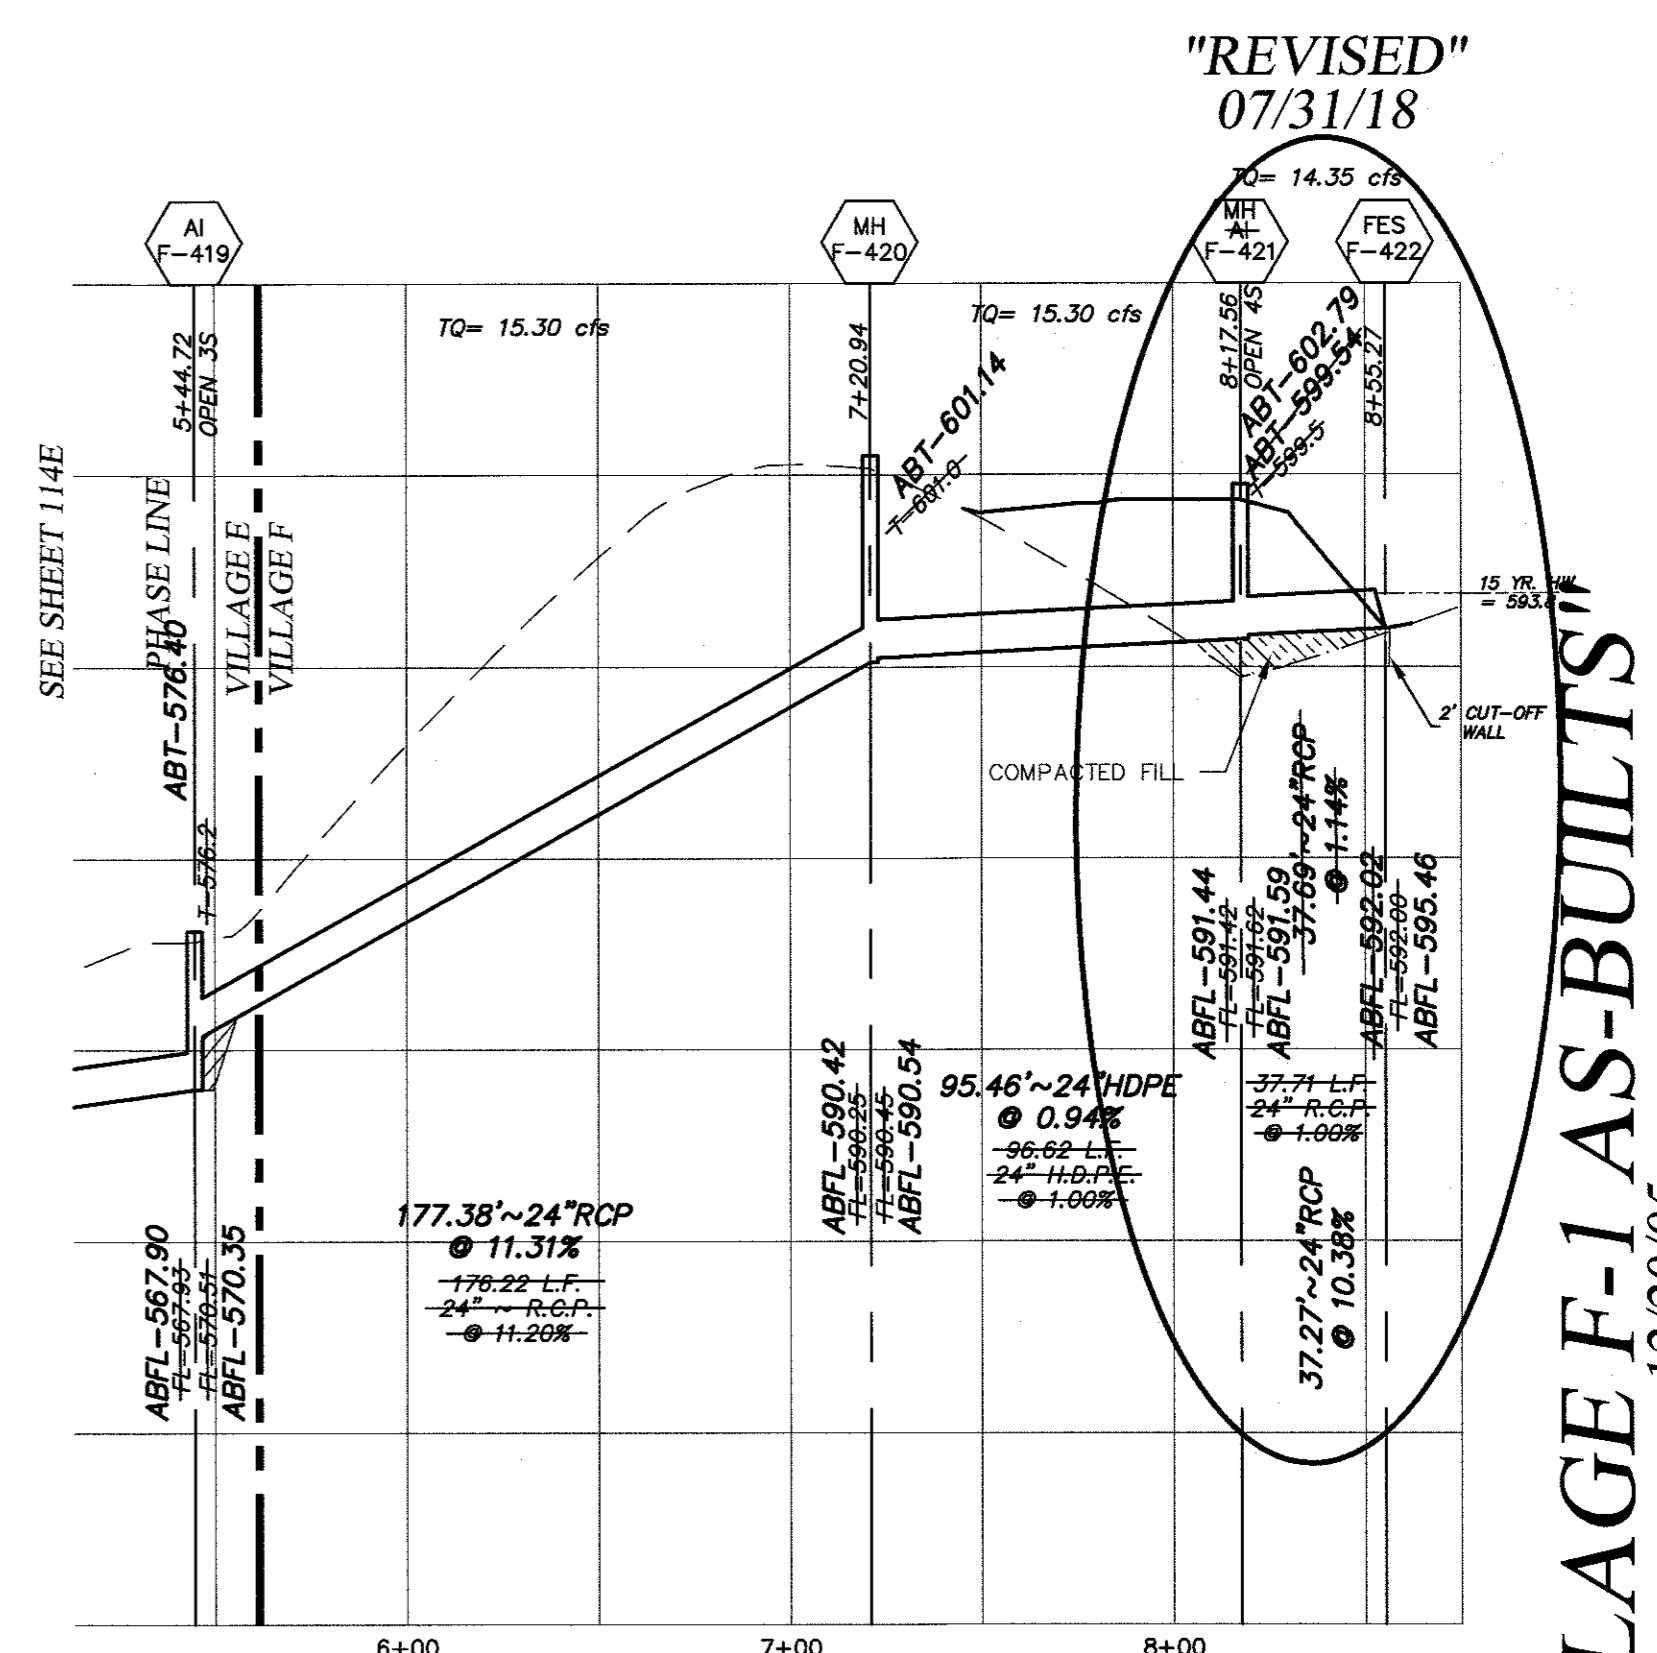 "REVISED"
07/31/18
TQ= 14.35 cfs
AI
F-419
MH
F-420
MH
AI
F-421
FES
F-422
5+44.72
OPEN 3S
TQ= 15.30 cfs
7+20.94
TQ= 15.30 cfs
8+17.56
OPEN 4S
8+55.27
ABT-601.14
T=601.0
ABT-602.79
ABT-599.54
T=599.5
SEE SHEET 114E
PHASE LINE
VILLAGE E
VILLAGE F
ABT-576.40
T=576.2
15 YR. HW
= 593.8
2' CUT-OFF
WALL
COMPACTED FILL
37.69'~24"RCP
@ 1.14%
ABFL-591.44
FL=591.42
FL=591.62
ABFL-591.59
ABFL-592.02
FL=592.00
ABFL-595.46
ABFL-590.42
FL=590.25
FL=590.45
ABFL-590.54
95.46'~24"HDPE
@ 0.94%
96.62 L.F.
24" H.D.P.E.
@ 1.00%
37.71 L.F.
24" R.C.P.
@ 1.00%
37.27'~24"RCP
@ 10.38%
177.38'~24"RCP
@ 11.31%
176.22 L.F.
24" ~ R.C.P.
@ 11.20%
ABFL-567.90
FL=567.93
FL=570.51
ABFL-570.35
6+00
7+00
8+00
LAGE F-1 AS-BUILTS"